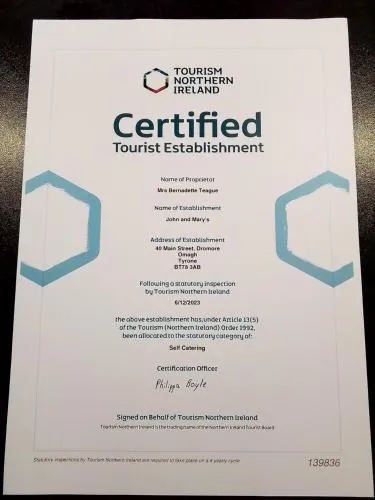 TOURISM
NORTHERN
IRELAND
Certified
Tourist Establishment
Name of Proprietor
Mrs Bernadette Teague
Name of Establishment
John and Mary's
Address of Establishment
40 Main Street, Dromore
Omagh
Tyrone
BT78 3AB
Following a statutory inspection
by Tourism Northern Ireland
6/12/2023
the above establishment has, under Article 13(5)
of the Tourism (Northern Ireland) Order 1992,
been allocated to the statutory category of:
Self Catering
Certification Officer
Philippa Boyle
Signed on Behalf of Tourism Northern Ireland
Tourism Northern Ireland is the trading name of the Northern Ireland Tourist Board
Statutory inspections by Tourism Northern Ireland are required to take place on a 4 yearly cycle
139836